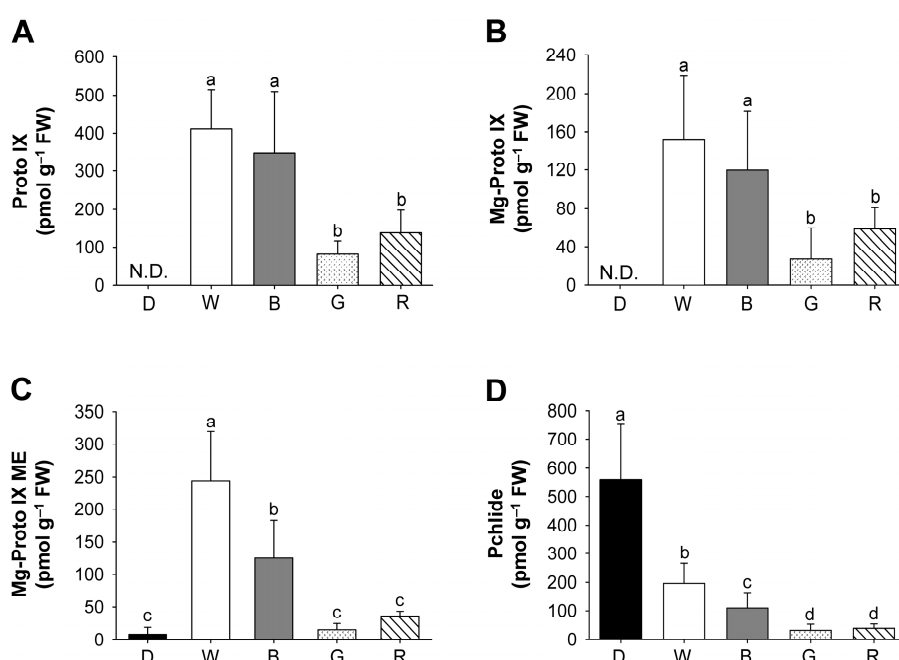 A
Proto IX
(pmol g⁻¹ FW)
600
500
400
300
200
100
0
N.D.
a
a
b
b
D W B G R
B
Mg-Proto IX
(pmol g⁻¹ FW)
240
200
160
120
80
40
0
N.D.
a
a
b
b
D W B G R
C
Mg-Proto IX ME
(pmol g⁻¹ FW)
350
300
250
200
150
100
50
0
c
a
b
c
c
D W B G R
D
Pchlide
(pmol g⁻¹ FW)
800
700
600
500
400
300
200
100
0
a
b
c
d
d
D W B G R